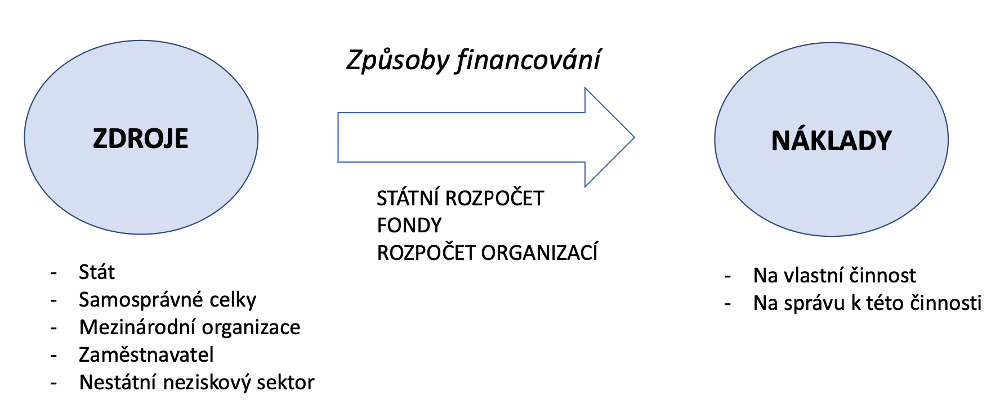 Způsoby financování
ZDROJE
NÁKLADY
STÁTNÍ ROZPOČET
FONDY
ROZPOČET ORGANIZACÍ
- Stát
- Samosprávné celky
- Mezinárodní organizace
- Zaměstnavatel
- Nestátní neziskový sektor
- Na vlastní činnost
- Na správu k této činnosti